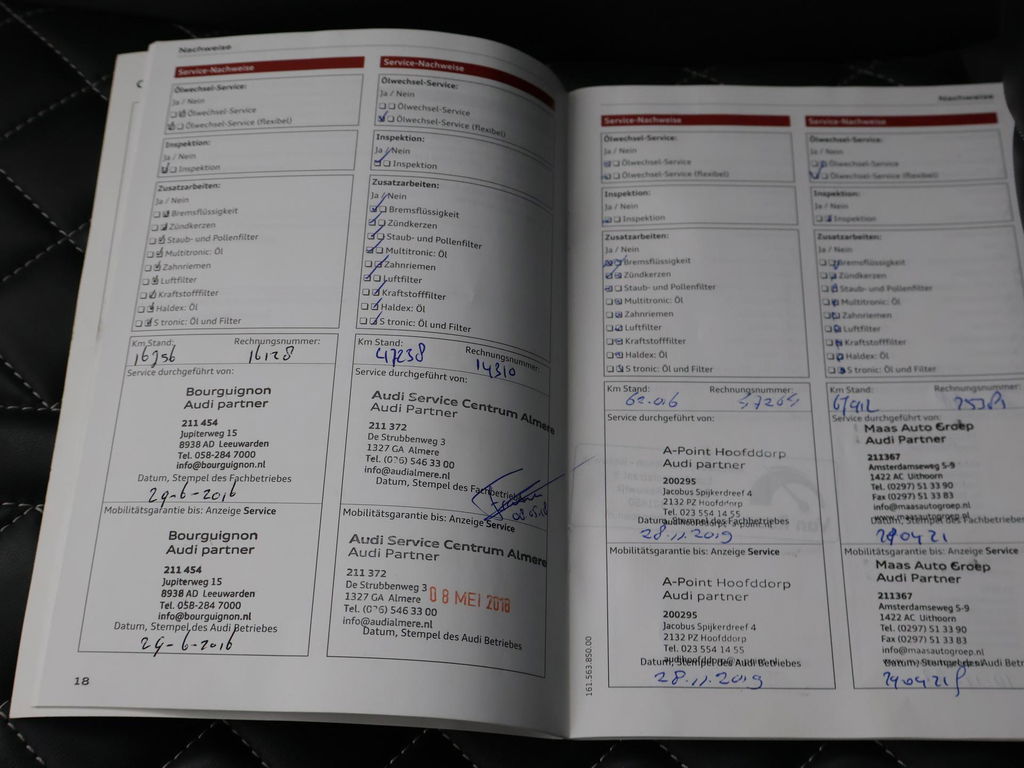 Nachweise
Service-Nachweise
Ölwechsel-Service:
Ja / Nein
Ölwechsel-Service
Ölwechsel-Service (flexibel)
Inspektion:
Ja / Nein
Inspektion
Zusatzarbeiten:
Ja / Nein
Bremsflüssigkeit
Zündkerzen
Staub- und Pollenfilter
Multitronic: Öl
Zahnriemen
Luftfilter
Kraftstofffilter
Haldex: Öl
S tronic: Öl und Filter
Km Stand: Rechnungsnummer:
16128
Service durchgeführt von:
Bourguignon
Audi partner
211 454
Jupiterweg 15
8938 AD Leeuwarden
Tel. 058-284 7000
info@bourguignon.nl
Datum, Stempel des Fachbetriebes
29-6-2016
Mobilitätsgarantie bis: Anzeige Service
Bourguignon
Audi partner
211 454
Jupiterweg 15
8938 AD Leeuwarden
Tel. 058-284 7000
info@bourguignon.nl
Datum, Stempel des Audi Betriebes
29-6-2016
18
Service-Nachweise
Ölwechsel-Service:
Ja / Nein
Ölwechsel-Service
Ölwechsel-Service (flexibel)
Inspektion:
Ja / Nein
Inspektion
Zusatzarbeiten:
Ja / Nein
Bremsflüssigkeit
Zündkerzen
Staub- und Pollenfilter
Multitronic: Öl
Zahnriemen
Luftfilter
Kraftstofffilter
Haldex: Öl
S tronic: Öl und Filter
Km Stand: Rechnungsnummer:
47238 14310
Service durchgeführt von:
Audi Service Centrum Almere
Audi Partner
211 372
De Strubbenweg 3
1327 GA Almere
Tel. (036) 546 33 00
info@audialmere.nl
Datum, Stempel des Fachbetriebes
Mobilitätsgarantie bis: Anzeige Service
Audi Service Centrum Almere
Audi Partner
211 372
De Strubbenweg 3
1327 GA Almere
08 MEI 2018
Tel. (036) 546 33 00
info@audialmere.nl
Datum, Stempel des Audi Betriebes
161.563.850.00
Nachweise
Service-Nachweise
Ölwechsel-Service:
Ja / Nein
Ölwechsel-Service
Ölwechsel-Service (flexibel)
Inspektion:
Ja / Nein
Inspektion
Zusatzarbeiten:
Ja / Nein
Bremsflüssigkeit
Zündkerzen
Staub- und Pollenfilter
Multitronic: Öl
Zahnriemen
Luftfilter
Kraftstofffilter
Haldex: Öl
S tronic: Öl und Filter
Km Stand: Rechnungsnummer:
Service durchgeführt von:
A-Point Hoofddorp
Audi partner
200295
Jacobus Spijkerdreef 4
2132 PZ Hoofddorp
Tel. 023 554 14 55
Datum, Stempel des Fachbetriebes
28.11.2019
Mobilitätsgarantie bis: Anzeige Service
A-Point Hoofddorp
Audi partner
200295
Jacobus Spijkerdreef 4
2132 PZ Hoofddorp
Tel. 023 554 14 55
Datum, Stempel des Audi Betriebes
28.11.2019
Service-Nachweise
Ölwechsel-Service:
Ja / Nein
Ölwechsel-Service
Ölwechsel-Service (flexibel)
Inspektion:
Ja / Nein
Inspektion
Zusatzarbeiten:
Ja / Nein
Bremsflüssigkeit
Zündkerzen
Staub- und Pollenfilter
Multitronic: Öl
Zahnriemen
Luftfilter
Kraftstofffilter
Haldex: Öl
S tronic: Öl und Filter
Km Stand: Rechnungsnummer:
Service durchgeführt von:
Maas Auto Groep
Audi Partner
211367
Amsterdamseweg 5-9
1422 AC Uithoorn
Tel. (0297) 51 33 90
Fax (0297) 51 33 83
info@maasautogroep.nl
www.maasautogroep.nl
Datum, Stempel des Fachbetriebes
Mobilitätsgarantie bis: Anzeige Service
Maas Auto Groep
Audi Partner
211367
Amsterdamseweg 5-9
1422 AC Uithoorn
Tel. (0297) 51 33 90
Fax (0297) 51 33 83
info@maasautogroep.nl